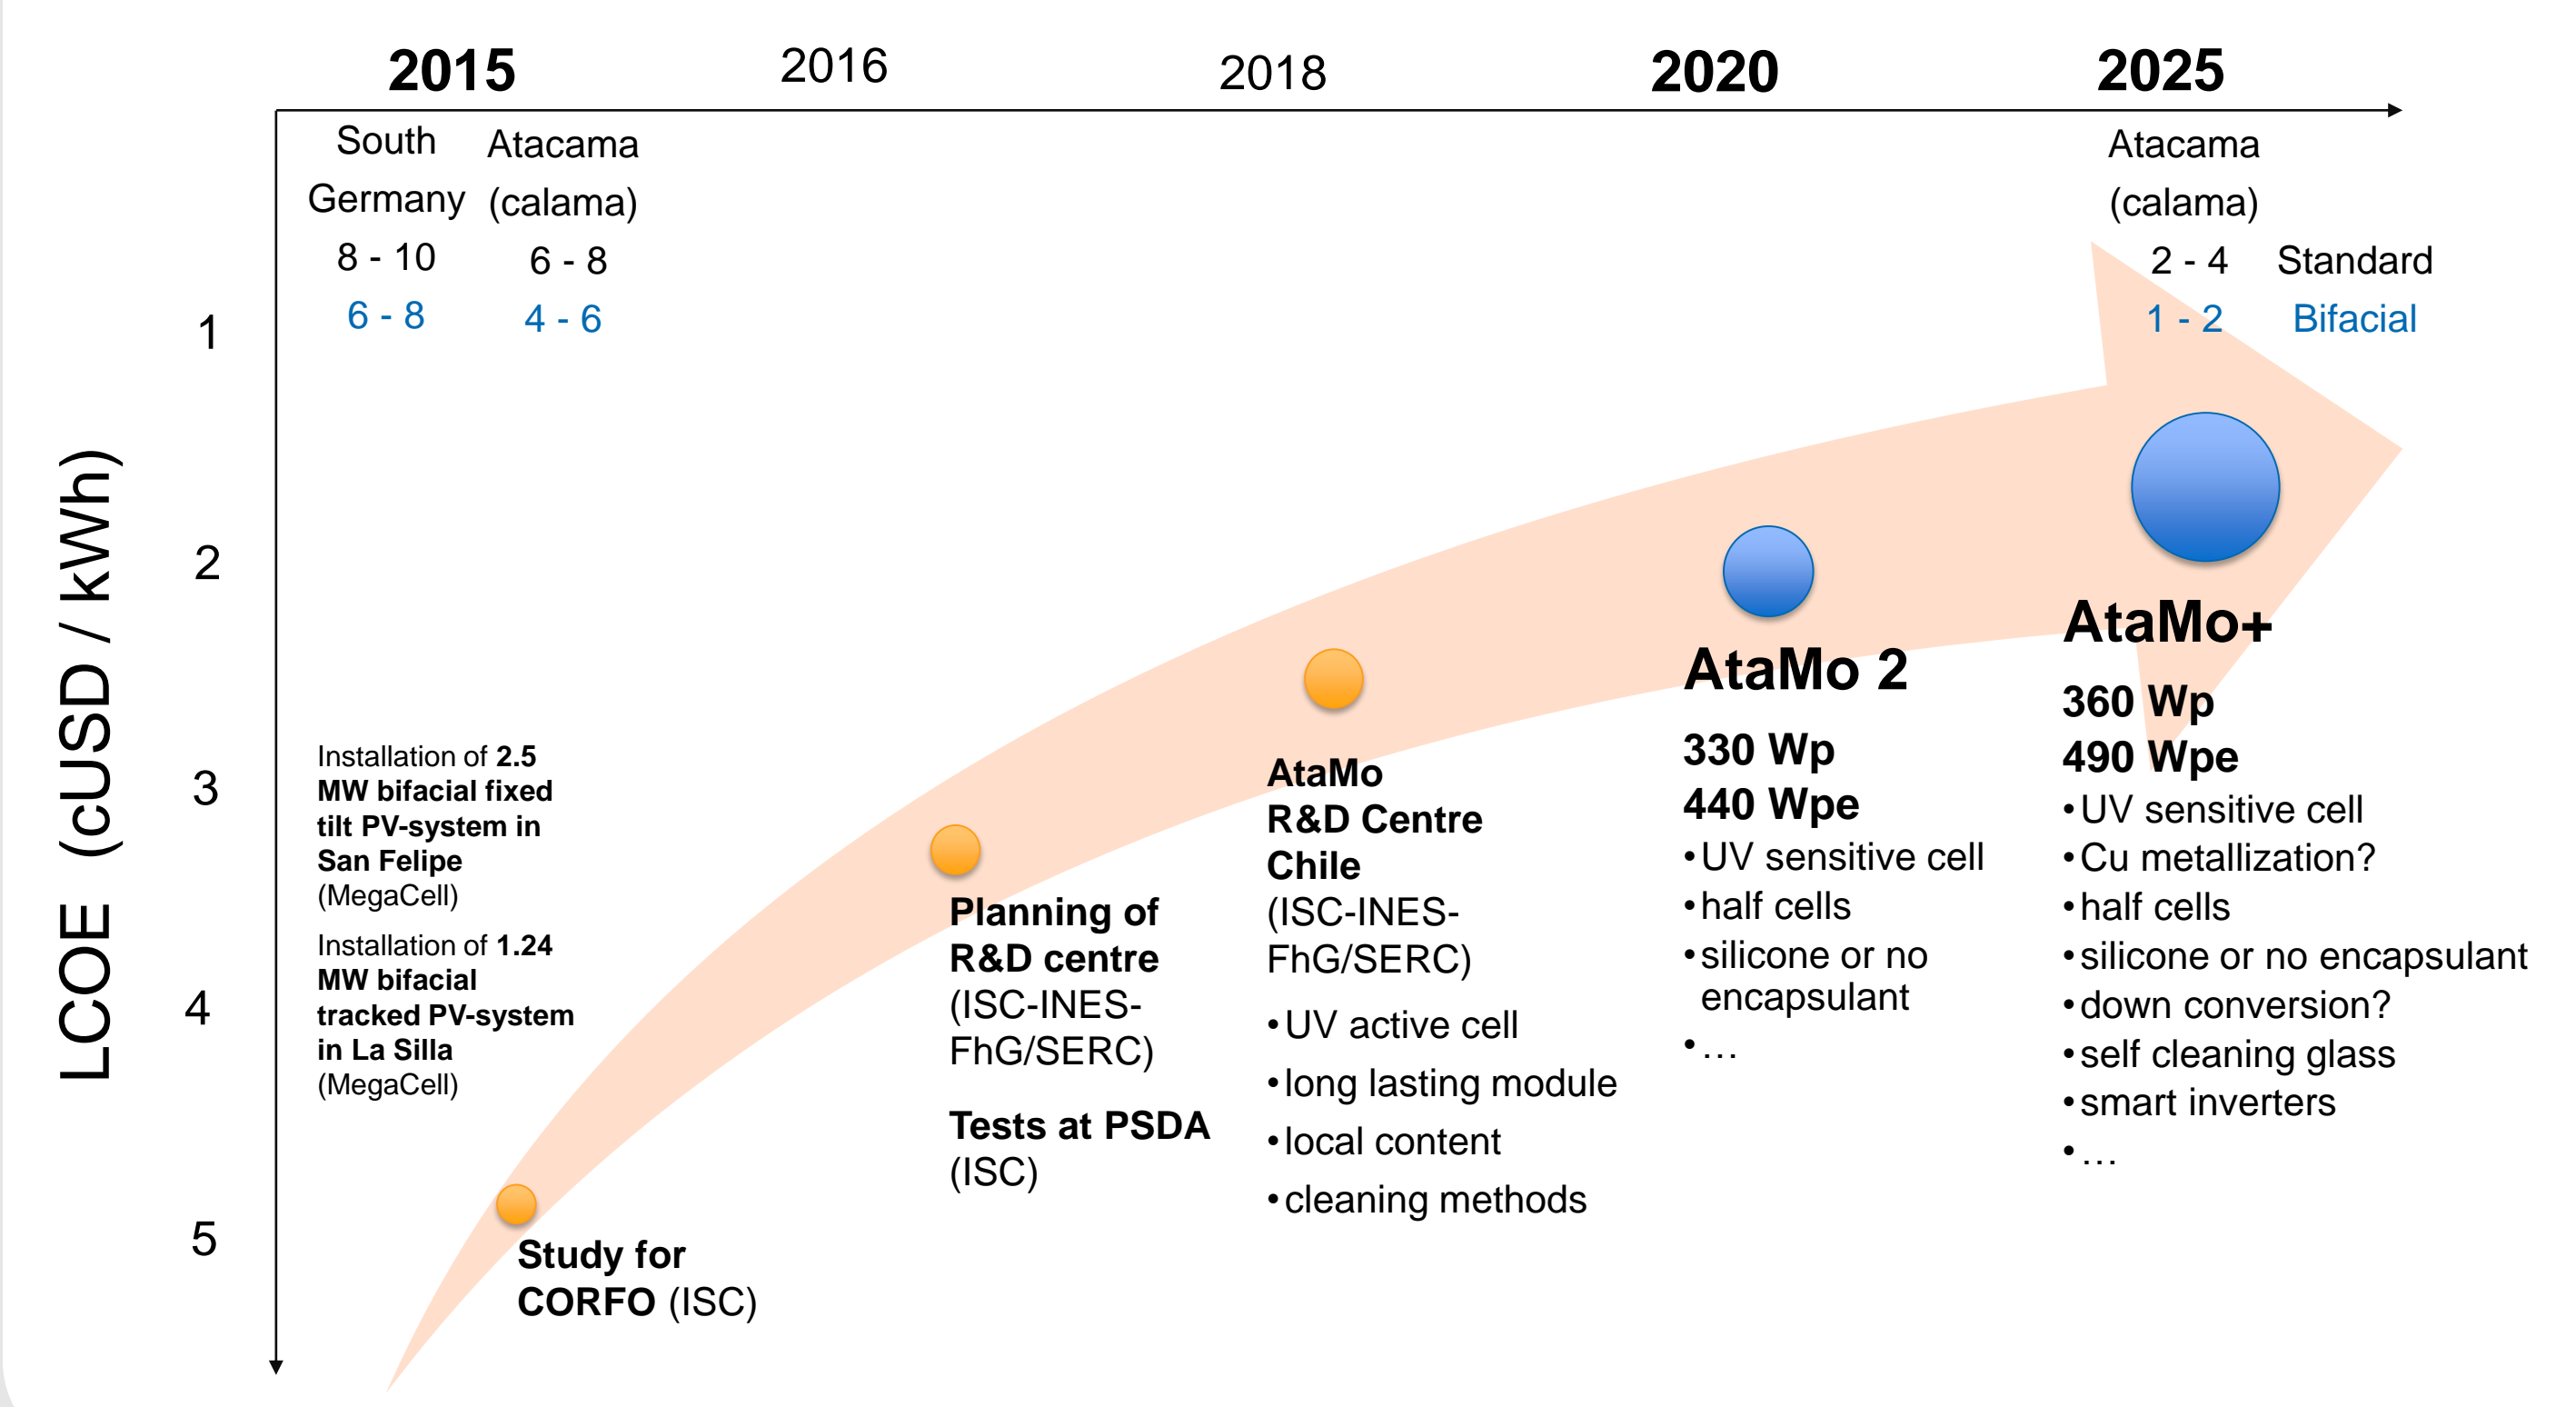 2015 2016 2018 2020 2025
South
Germany
8 - 10
6 - 8
Atacama
(calama)
6 - 8
4 - 6
Atacama
(calama)
2 - 4 Standard
1 - 2 Bifacial
LCOE (cUSD / kWh)
1
2
3
4
5
Installation of 2.5
MW bifacial fixed
tilt PV-system in
San Felipe
(MegaCell)
Installation of 1.24
MW bifacial
tracked PV-system
in La Silla
(MegaCell)
Study for
CORFO (ISC)
Planning of
R&D centre
(ISC-INES-
FhG/SERC)
Tests at PSDA
(ISC)
AtaMo
R&D Centre
Chile
(ISC-INES-
FhG/SERC)
•UV active cell
•long lasting module
•local content
•cleaning methods
AtaMo 2
330 Wp
440 Wpe
•UV sensitive cell
•half cells
•silicone or no
encapsulant
•…
AtaMo+
360 Wp
490 Wpe
•UV sensitive cell
•Cu metallization?
•half cells
•silicone or no encapsulant
•down conversion?
•self cleaning glass
•smart inverters
•…